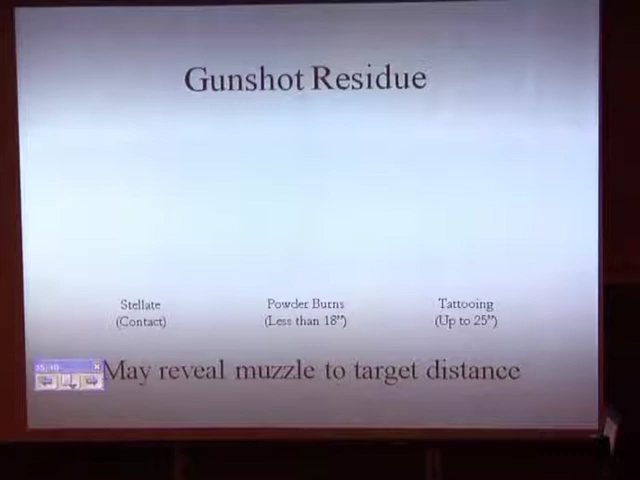 Gunshot Residue
Stellate
(Contact)
Powder Burns
(Less than 18")
Tattooing
(Up to 25")
May reveal muzzle to target distance